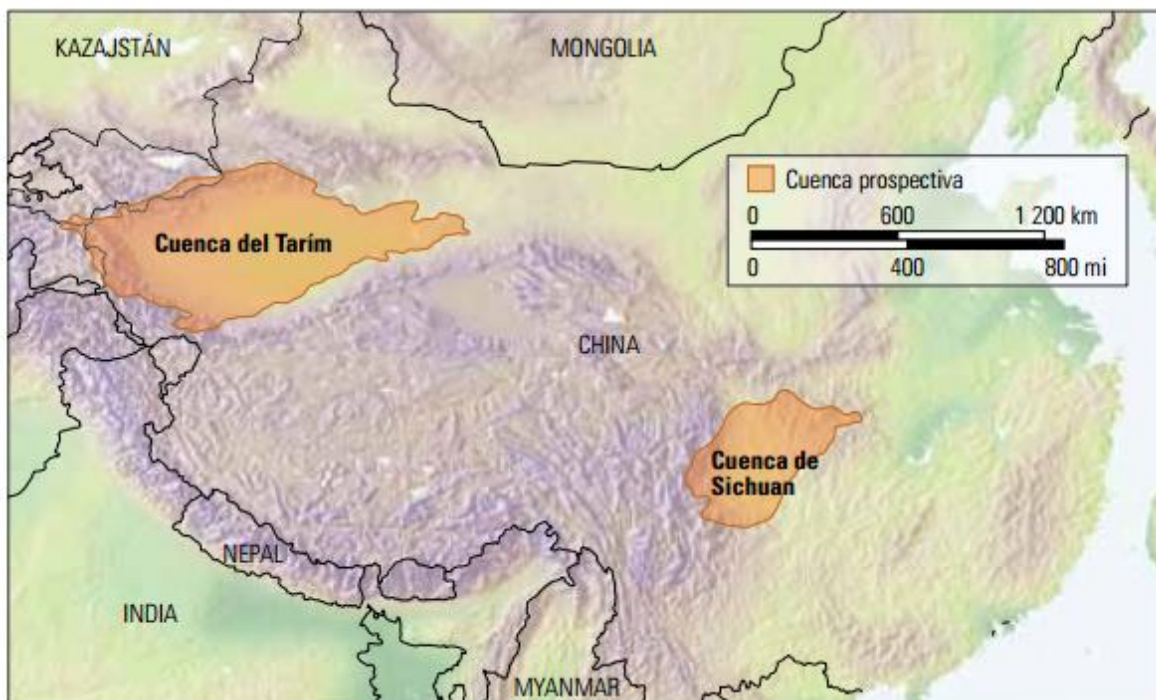 KAZAJSTÁN
MONGOLIA
Cuenca prospectiva
0 600 1 200 km
0 400 800 mi
Cuenca del Tarím
CHINA
Cuenca de
Sichuan
NEPAL
INDIA
MYANMAR